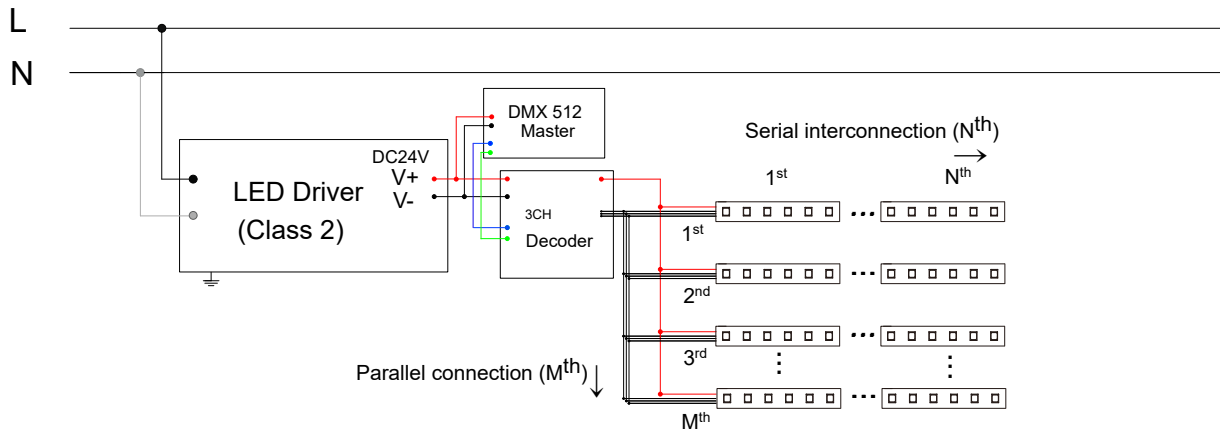 L
N
DMX 512
Master
Serial interconnection (Nth)
1st
Nth
DC24V
V+
V-
LED Driver
(Class 2)
3CH
Decoder
1st
2nd
3rd
Parallel connection (Mth)
Mth